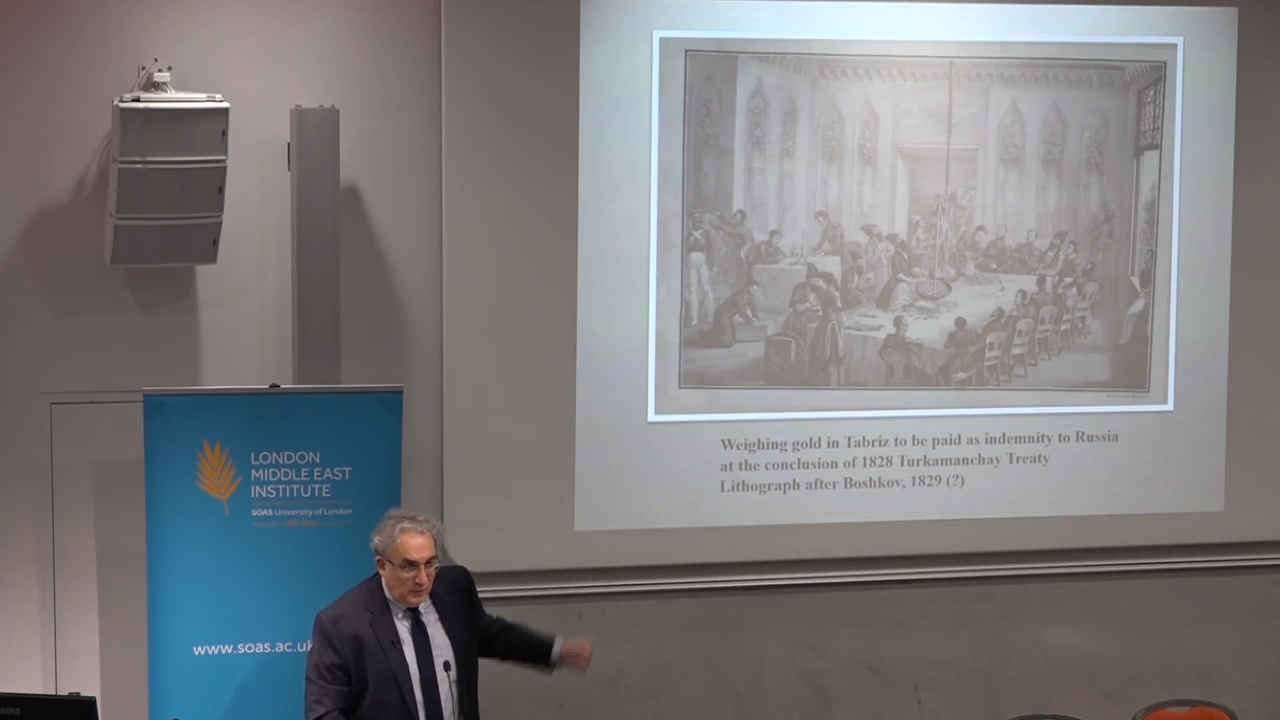 LONDON
MIDDLE EAST
INSTITUTE
SOAS University of London
www.soas.ac.uk
Weighing gold in Tabriz to be paid as indemnity to Russia
at the conclusion of 1828 Turkamanchay Treaty
Lithograph after Boshkov, 1829 (?)
ama